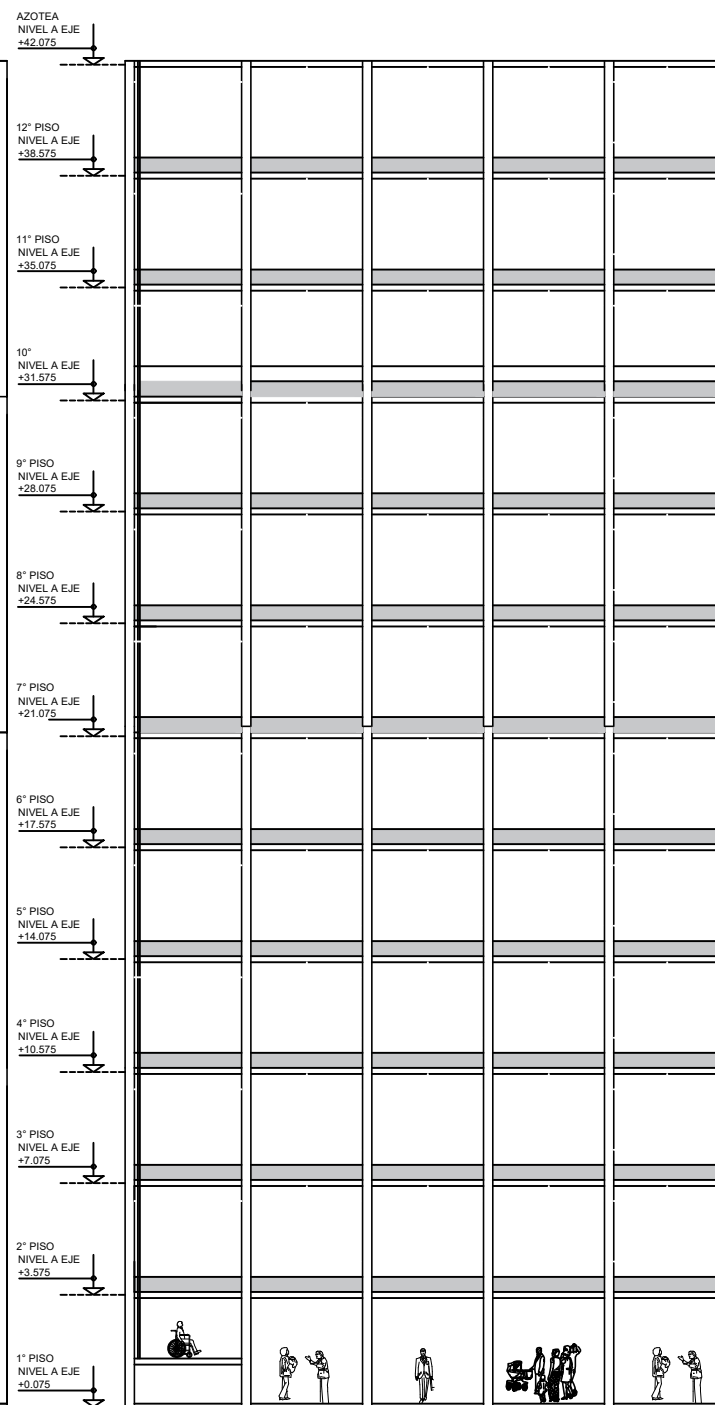 AZOTEA
NIVEL A EJE
+42.075
12° PISO
NIVEL A EJE
+38.575
11° PISO
NIVEL A EJE
+35.075
10°
NIVEL A EJE
+31.575
9° PISO
NIVEL A EJE
+28.075
8° PISO
NIVEL A EJE
+24.575
7° PISO
NIVEL A EJE
+21.075
6° PISO
NIVEL A EJE
+17.575
5° PISO
NIVEL A EJE
+14.075
4° PISO
NIVEL A EJE
+10.575
3° PISO
NIVEL A EJE
+7.075
2° PISO
NIVEL A EJE
+3.575
1° PISO
NIVEL A EJE
+0.075